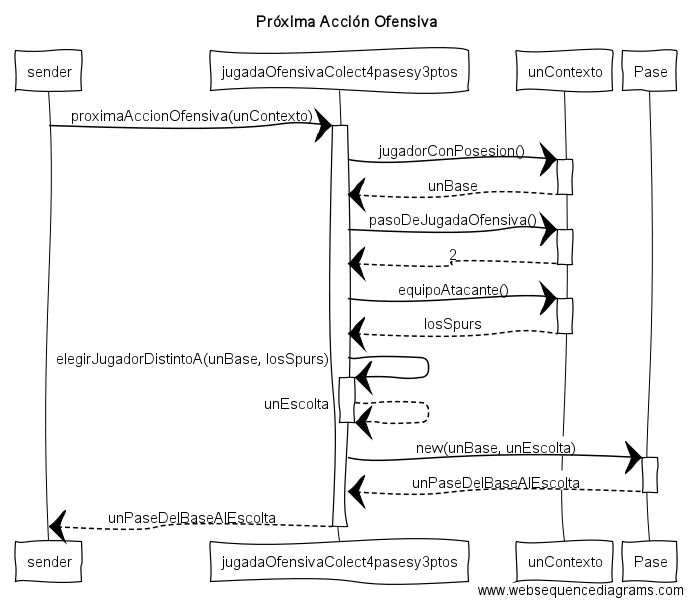 Próxima Acción Ofensiva
sender
jugadaOfensivaColect4pasesy3ptos
unContexto
Pase
proximaAccionOfensiva(unContexto)
jugadorConPosesion()
unBase
pasoDeJugadaOfensiva()
2
equipoAtacante()
losSpurs
elegirJugadorDistintoA(unBase, losSpurs)
unEscolta
new(unBase, unEscolta)
unPaseDelBaseAlEscolta
unPaseDelBaseAlEscolta
sender
jugadaOfensivaColect4pasesy3ptos
unContexto
Pase
www.websequencediagrams.com